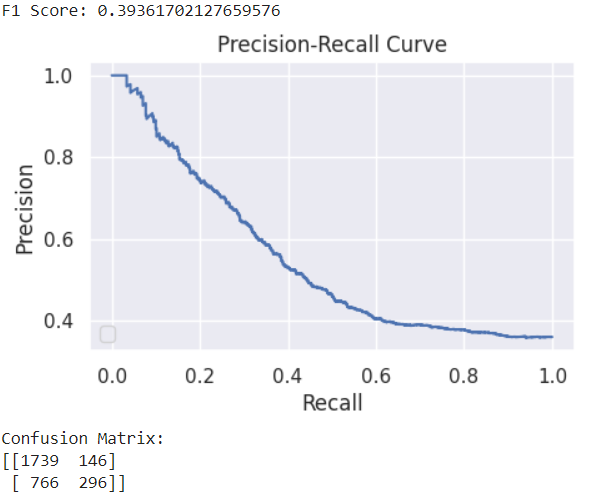 F1 Score: 0.39361702127659576
Precision-Recall Curve
1.0
0.8
0.6
0.4
Precision
0.0 0.2 0.4 0.6 0.8 1.0
Recall
Confusion Matrix:
[[1739 146]
[ 766 296]]